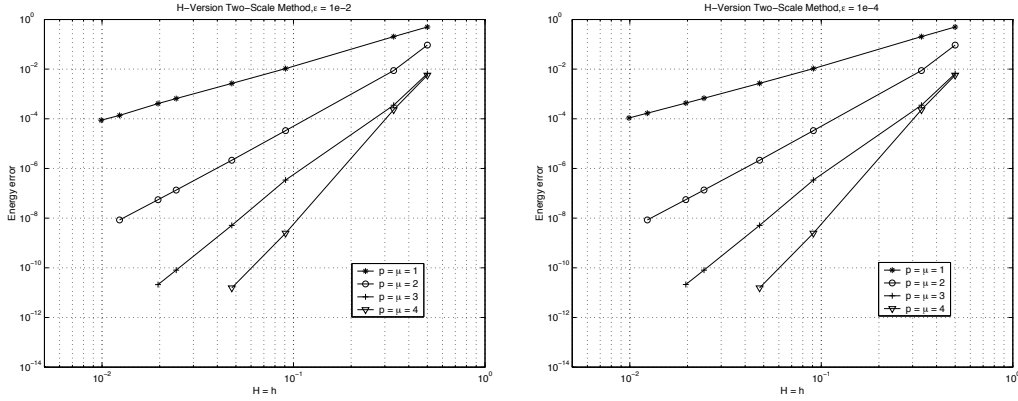 H-Version Two-Scale Method,ε = 1e-2
10^0
10^-2
10^-4
10^-6
10^-8
10^-10
10^-12
10^-14
Energy error
p = μ = 1
p = μ = 2
p = μ = 3
p = μ = 4
10^-2
10^-1
10^0
H = h
H-Version Two-Scale Method,ε = 1e-4
10^0
10^-2
10^-4
10^-6
10^-8
10^-10
10^-12
10^-14
Energy error
p = μ = 1
p = μ = 2
p = μ = 3
p = μ = 4
10^-2
10^-1
10^0
H = h